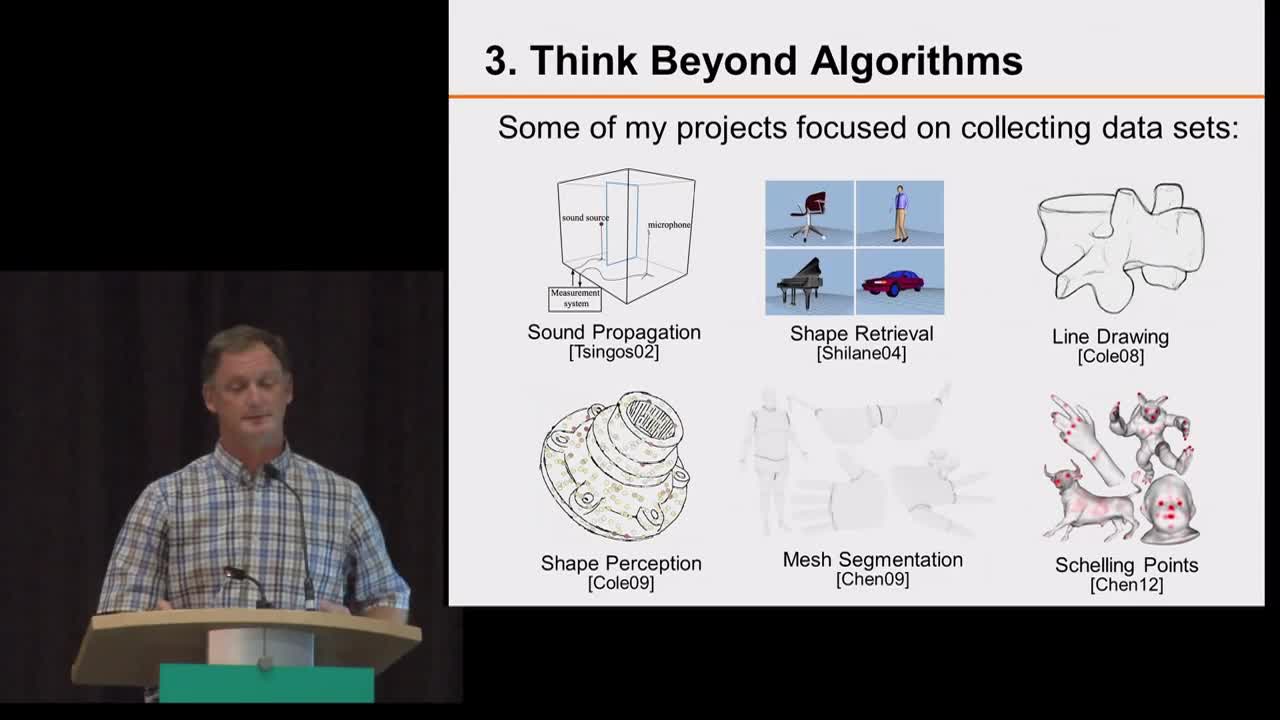 3. Think Beyond Algorithms
Some of my projects focused on collecting data sets:
sound source
microphone
Measurement
system
Sound Propagation
[Tsingos02]
Shape Retrieval
[Shilane04]
Line Drawing
[Cole08]
Shape Perception
[Cole09]
Mesh Segmentation
[Chen09]
Schelling Points
[Chen12]